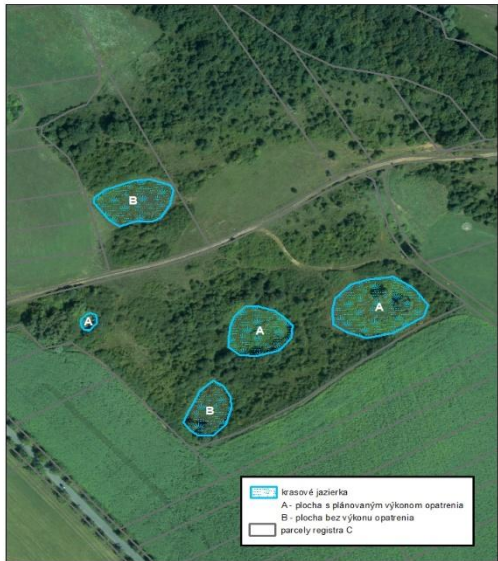 B
A
A
A
B
krasové jazierka
A - plocha s plánovaným výkonom opatrenia
B - plocha bez výkonu opatrenia
parcely registra C